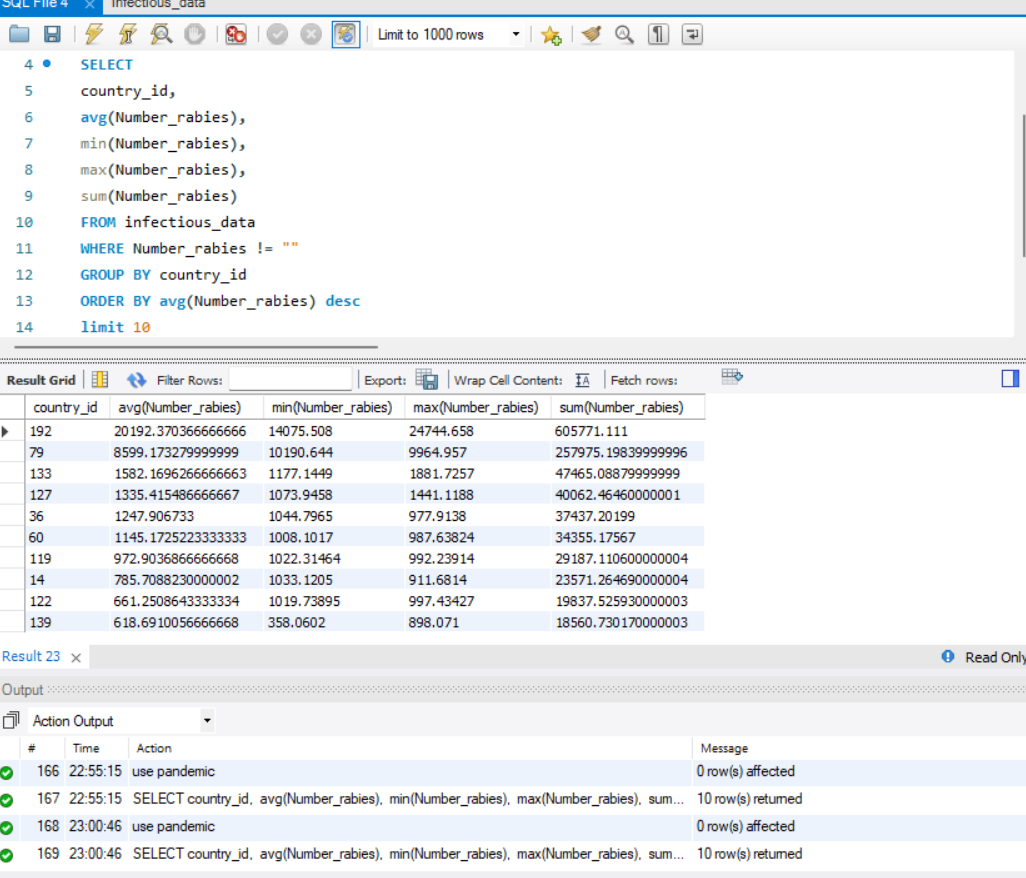 SQL File 4 × Infectious_data
Limit to 1000 rows
4 SELECT
5 country_id,
6 avg(Number_rabies),
7 min(Number_rabies),
8 max(Number_rabies),
9 sum(Number_rabies)
10 FROM infectious_data
11 WHERE Number_rabies != ""
12 GROUP BY country_id
13 ORDER BY avg(Number_rabies) desc
14 limit 10
Result Grid Filter Rows: Export: Wrap Cell Content: IA Fetch rows:
country_id avg(Number_rabies) min(Number_rabies) max(Number_rabies) sum(Number_rabies)
192 20192.370366666666 14075.508 24744.658 605771.111
79 8599.173279999999 10190.644 9964.957 257975.19839999996
133 1582.1696266666663 1177.1449 1881.7257 47465.08879999999
127 1335.415486666667 1073.9458 1441.1188 40062.46460000001
36 1247.906733 1044.7965 977.9138 37437.20199
60 1145.1725223333333 1008.1017 987.63824 34355.17567
119 972.9036866666668 1022.31464 992.23914 29187.110600000004
14 785.7088230000002 1033.1205 911.6814 23571.264690000004
122 661.2508643333334 1019.73895 997.43427 19837.525930000003
139 618.6910056666668 358.0602 898.071 18560.730170000003
Result 23 × Read Only
Output
Action Output
# Time Action Message
166 22:55:15 use pandemic 0 row(s) affected
167 22:55:15 SELECT country_id, avg(Number_rabies), min(Number_rabies), max(Number_rabies), sum... 10 row(s) returned
168 23:00:46 use pandemic 0 row(s) affected
169 23:00:46 SELECT country_id, avg(Number_rabies), min(Number_rabies), max(Number_rabies), sum... 10 row(s) returned